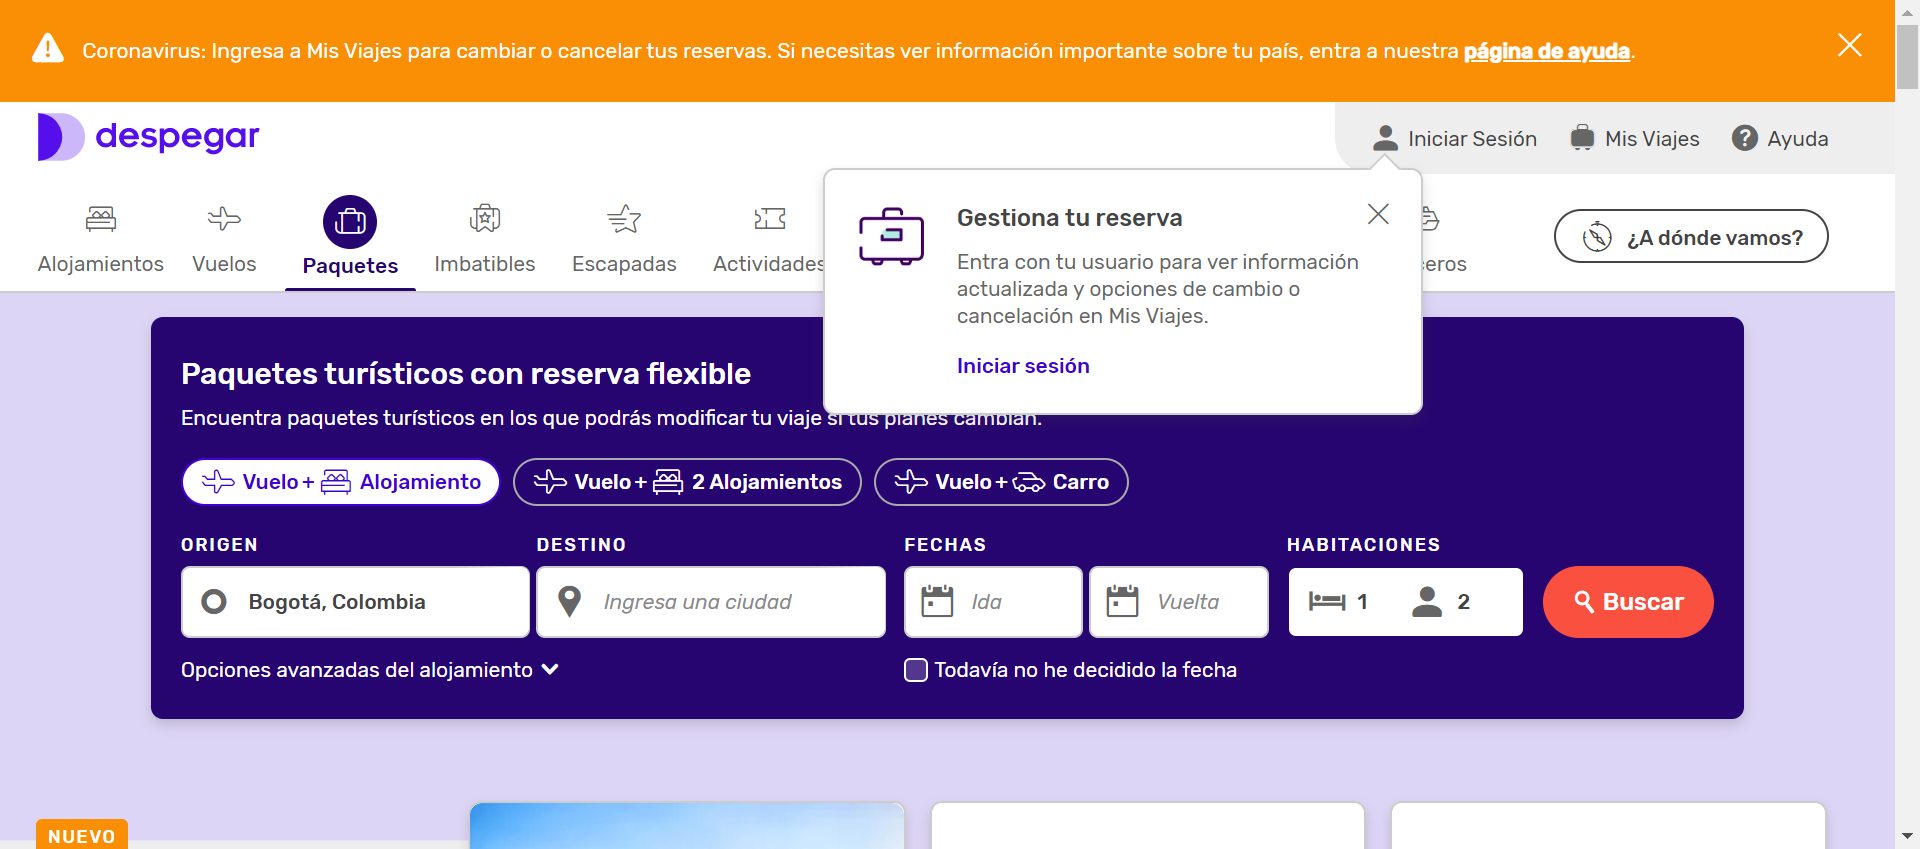 Coronavirus: Ingresa a Mis Viajes para cambiar o cancelar tus reservas. Si necesitas ver información importante sobre tu país, entra a nuestra página de ayuda.
despegar
Iniciar Sesión
Mis Viajes
Ayuda
Alojamientos
Vuelos
Paquetes
Imbatibles
Escapadas
Actividades
¿A dónde vamos?
Gestiona tu reserva
Entra con tu usuario para ver información
actualizada y opciones de cambio o
cancelación en Mis Viajes.
Iniciar sesión
Paquetes turísticos con reserva flexible
Encuentra paquetes turísticos en los que podrás modificar tu viaje si tus planes cambian.
Vuelo + Alojamiento
Vuelo + 2 Alojamientos
Vuelo + Carro
ORIGEN
DESTINO
FECHAS
HABITACIONES
Bogotá, Colombia
Ingresa una ciudad
Ida
Vuelta
1
2
Buscar
Opciones avanzadas del alojamiento
Todavía no he decidido la fecha
NUEVO